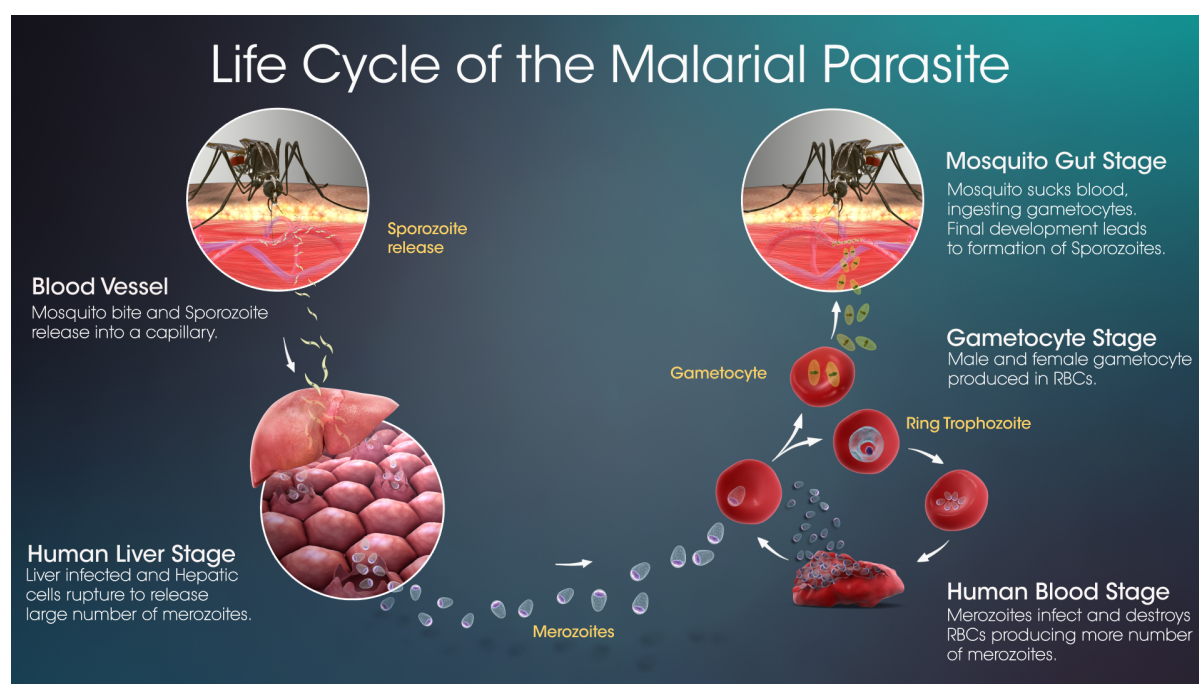 Life Cycle of the Malarial Parasite
Sporozoite
release
Blood Vessel
Mosquito bite and Sporozoite
release into a capillary.
Human Liver Stage
Liver infected and Hepatic
cells rupture to release
large number of merozoites.
Merozoites
Mosquito Gut Stage
Mosquito sucks blood,
ingesting gametocytes.
Final development leads
to formation of Sporozoites.
Gametocyte Stage
Male and female gametocyte
produced in RBCs.
Gametocyte
Ring Trophozoite
Human Blood Stage
Merozoites infect and destroys
RBCs producing more number
of merozoites.